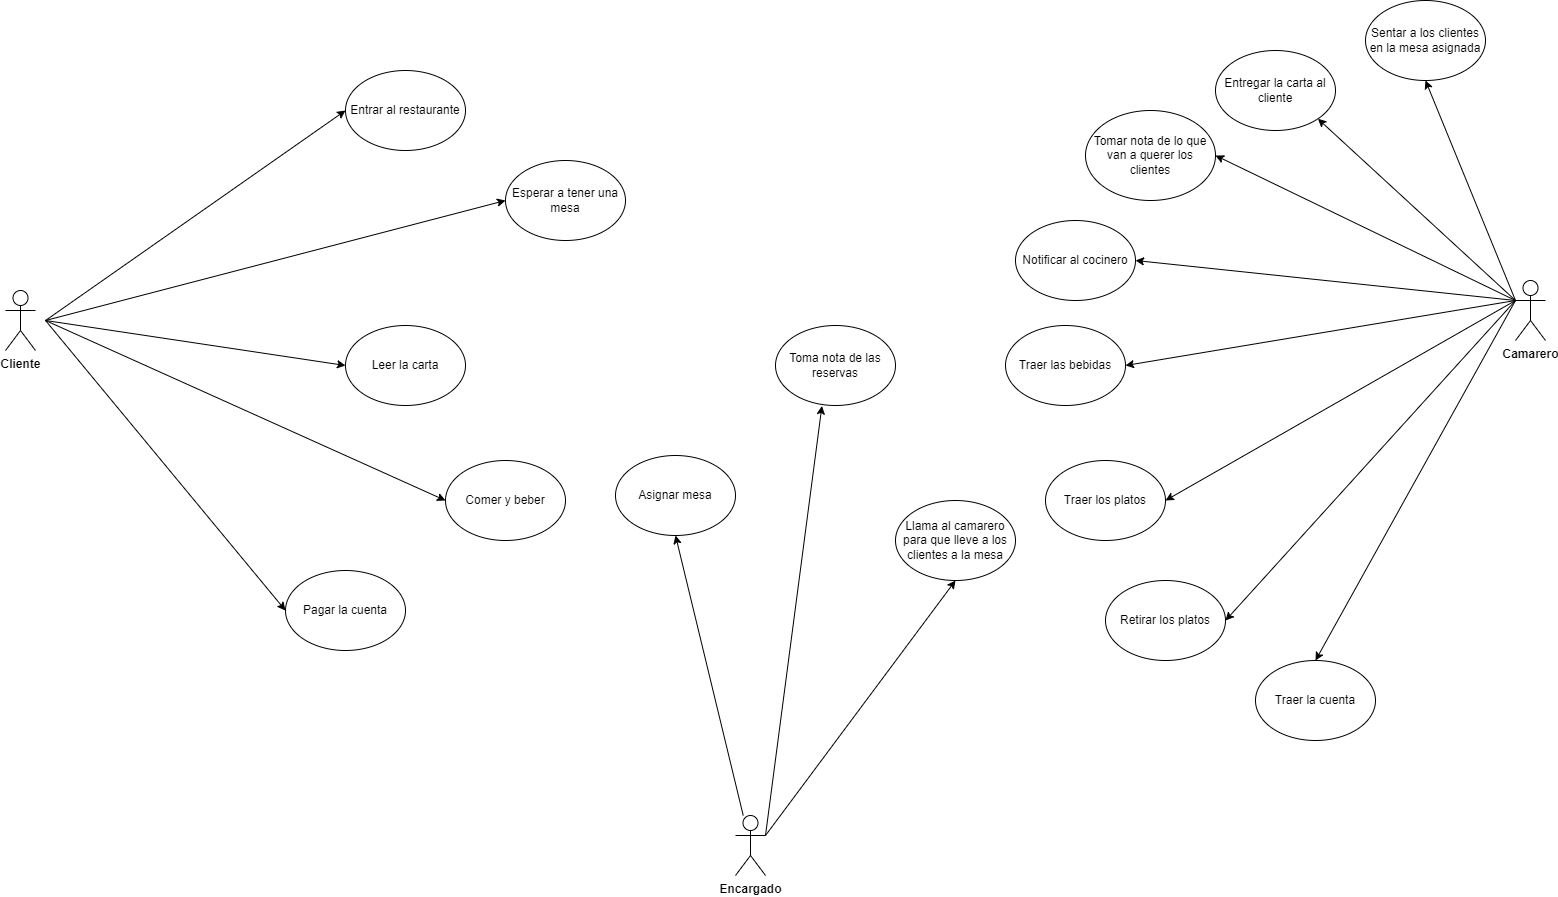 Sentar a los clientes
en la mesa asignada
Entregar la carta al
cliente
Entrar al restaurante
Tomar nota de lo que
van a querer los
clientes
Esperar a tener una
mesa
Notificar al cocinero
Cliente
Leer la carta
Toma nota de las
reservas
Traer las bebidas
Camarero
Comer y beber
Asignar mesa
Llama al camarero
para que lleve a los
clientes a la mesa
Traer los platos
Pagar la cuenta
Retirar los platos
Traer la cuenta
Encargado